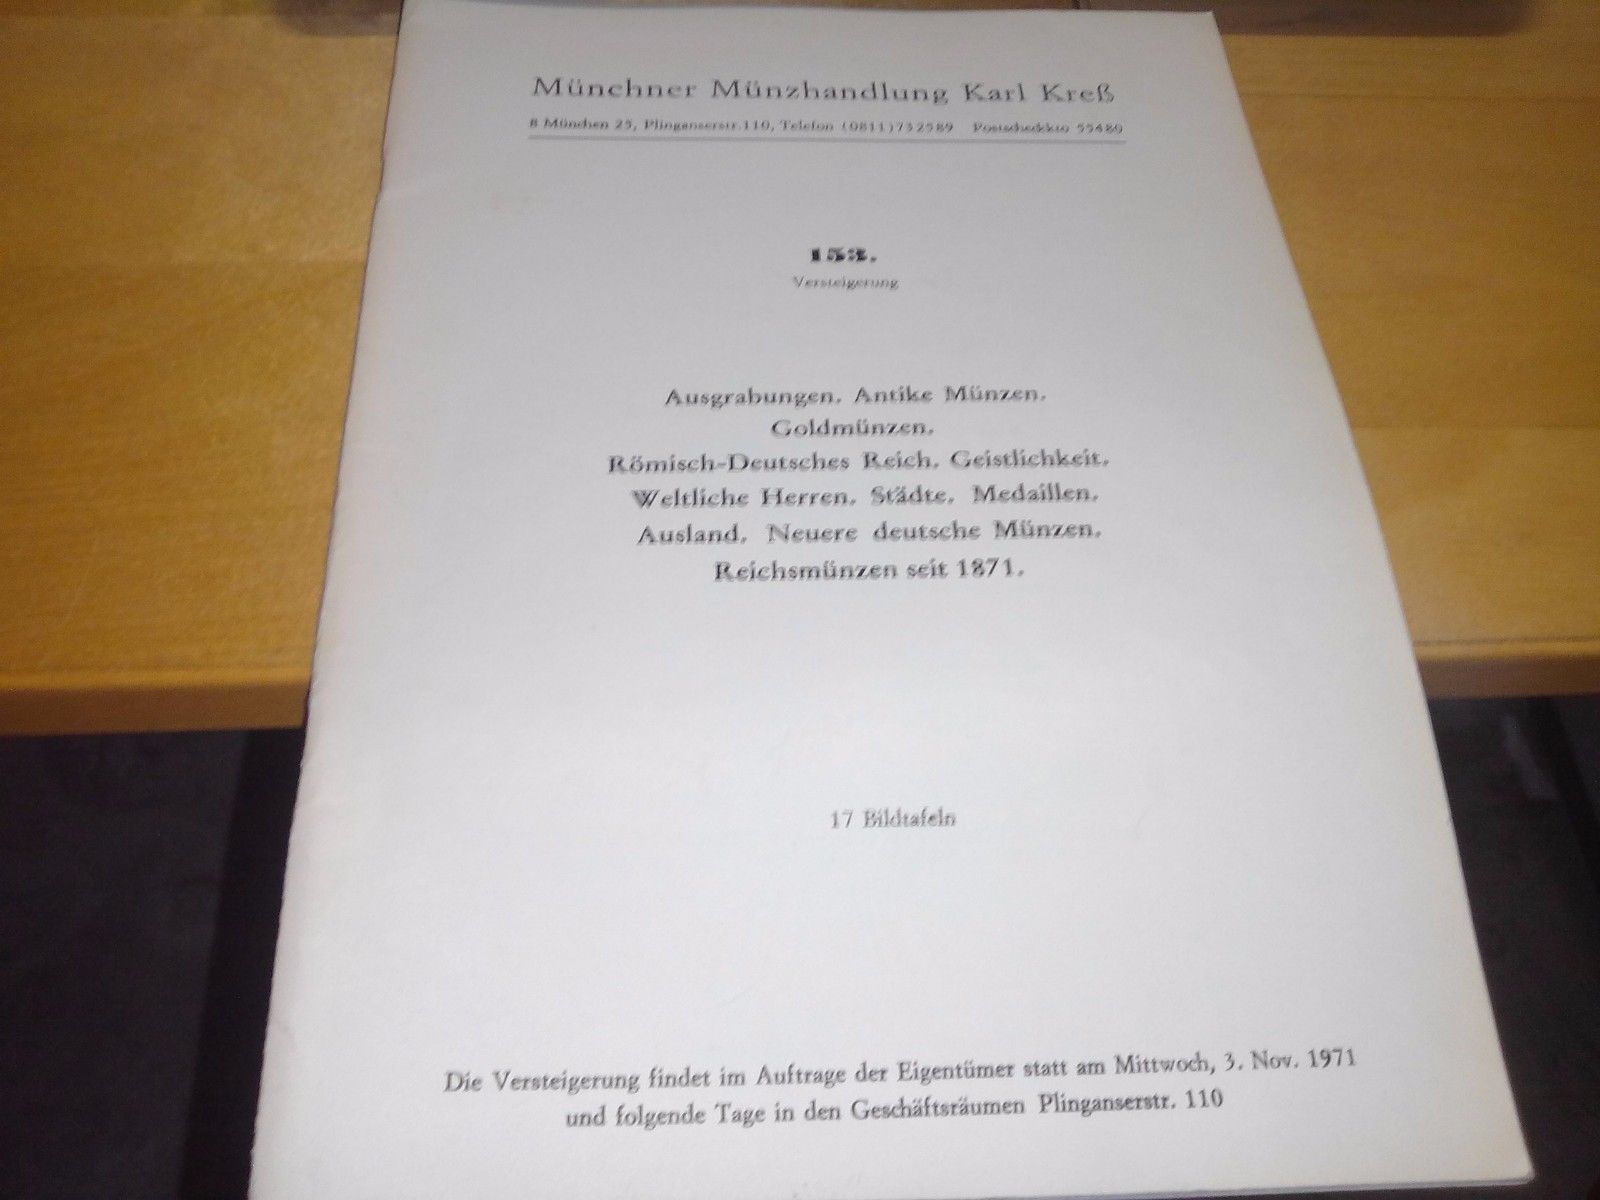 Münchner Münzhandlung Karl Kreß
8 München 25, Plinganserstr. 110, Telefon (0811) 732589 Postscheckkto 55480
153.
Versteigerung
Ausgrabungen. Antike Münzen.
Goldmünzen.
Römisch-Deutsches Reich. Geistlichkeit.
Weltliche Herren. Städte. Medaillen.
Ausland. Neuere deutsche Münzen.
Reichsmünzen seit 1871.
17 Bildtafeln
Die Versteigerung findet im Auftrage der Eigentümer statt am Mittwoch, 3. Nov. 1971
und folgende Tage in den Geschäftsräumen Plinganserstr. 110